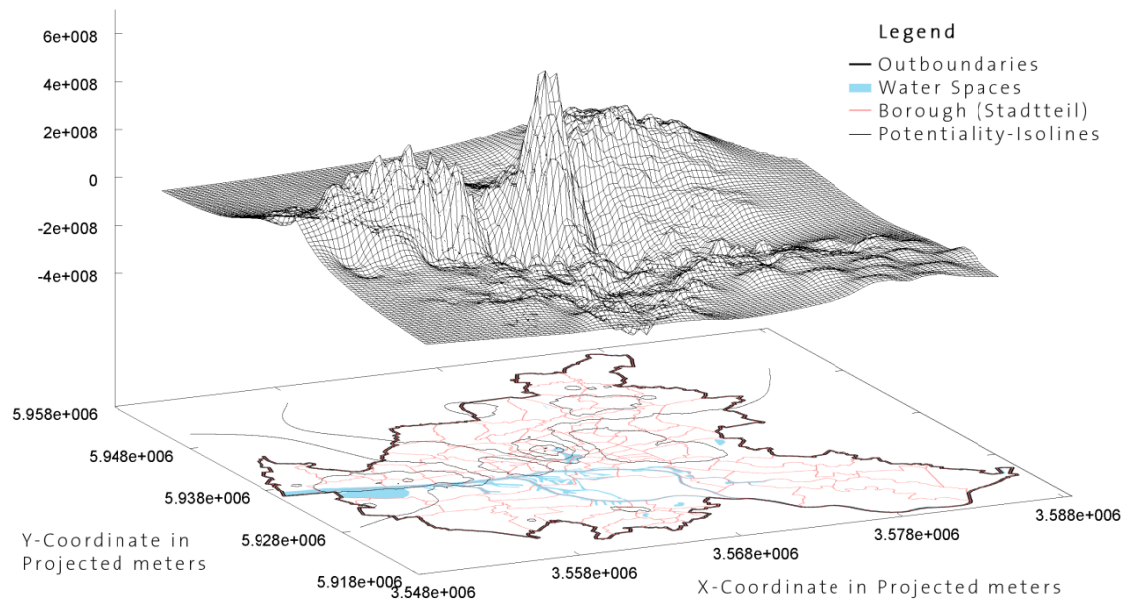 6e+008
4e+008
2e+008
0
-2e+008
-4e+008
Legend
Outboundaries
Water Spaces
Borough (Stadtteil)
Potentiality-Isolines
5.958e+006
5.948e+006
5.938e+006
5.928e+006
5.918e+006
Y-Coordinate in
Projected meters
3.548e+006
3.558e+006
3.568e+006
3.578e+006
3.588e+006
X-Coordinate in Projected meters